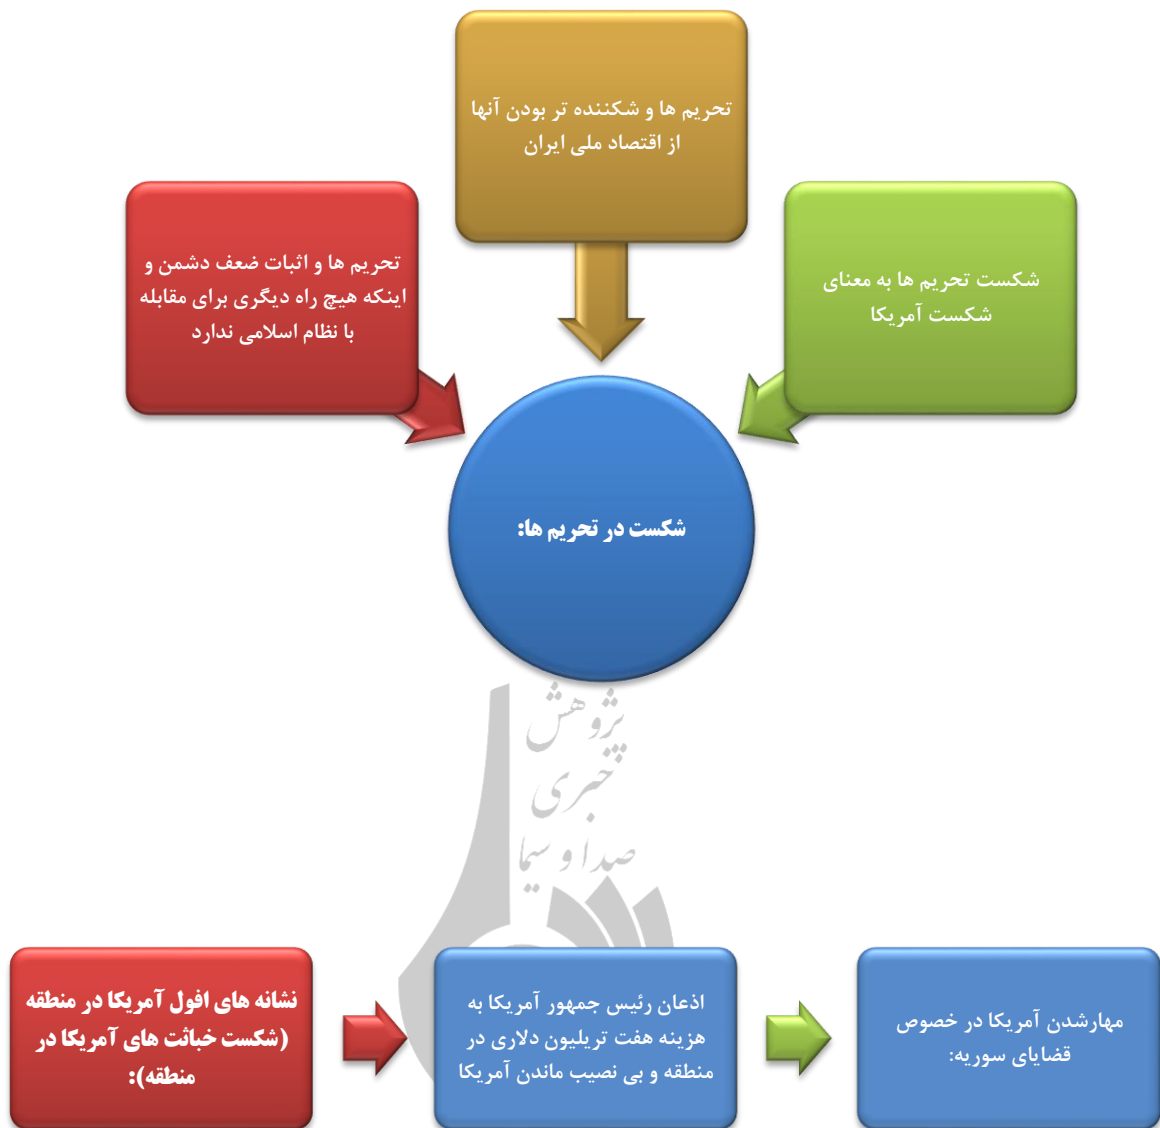 تحریم ها و شکننده تر بودن آنها
از اقتصاد ملی ایران
شکست تحریم ها به معنای
شکست آمریکا
تحریم ها و اثبات ضعف دشمن و
اینکه هیچ راه دیگری برای مقابله
با نظام اسلامی ندارد
شکست در تحریم ها:
پژوهش
خبری
صدا و سیما
نشانه های افول آمریکا در منطقه
(شکست خباثت های آمریکا در
منطقه):
اذعان رئیس جمهور آمریکا به
هزینه هفت تریلیون دلاری در
منطقه و بی نصیب ماندن آمریکا
مهارشدن آمریکا در خصوص
قضایای سوریه: